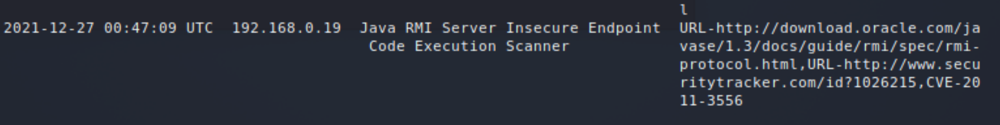 l
2021-12-27 00:47:09 UTC  192.168.0.19  Java RMI Server Insecure Endpoint  URL-http://download.oracle.com/ja
Code Execution Scanner  vase/1.3/docs/guide/rmi/spec/rmi-
protocol.html,URL-http://www.secu
ritytracker.com/id?1026215,CVE-20
11-3556